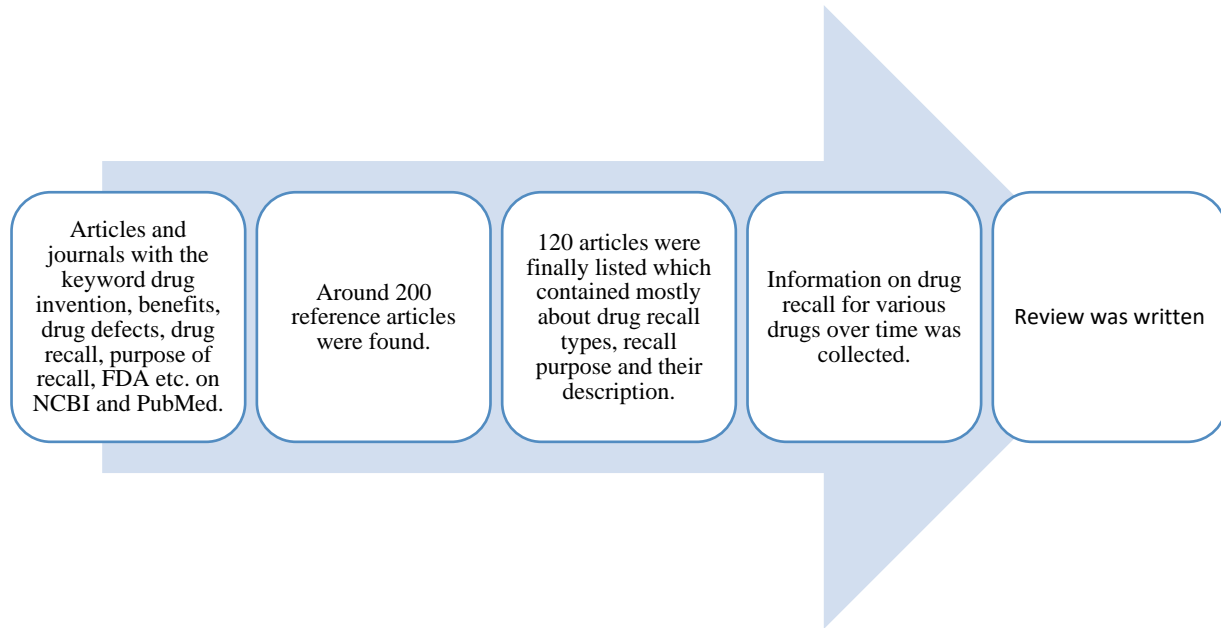 Articles and
journals with the
keyword drug
invention, benefits,
drug defects, drug
recall, purpose of
recall, FDA etc. on
NCBI and PubMed.
Around 200
reference articles
were found.
120 articles were
finally listed which
contained mostly
about drug recall
types, recall
purpose and their
description.
Information on drug
recall for various
drugs over time was
collected.
Review was written